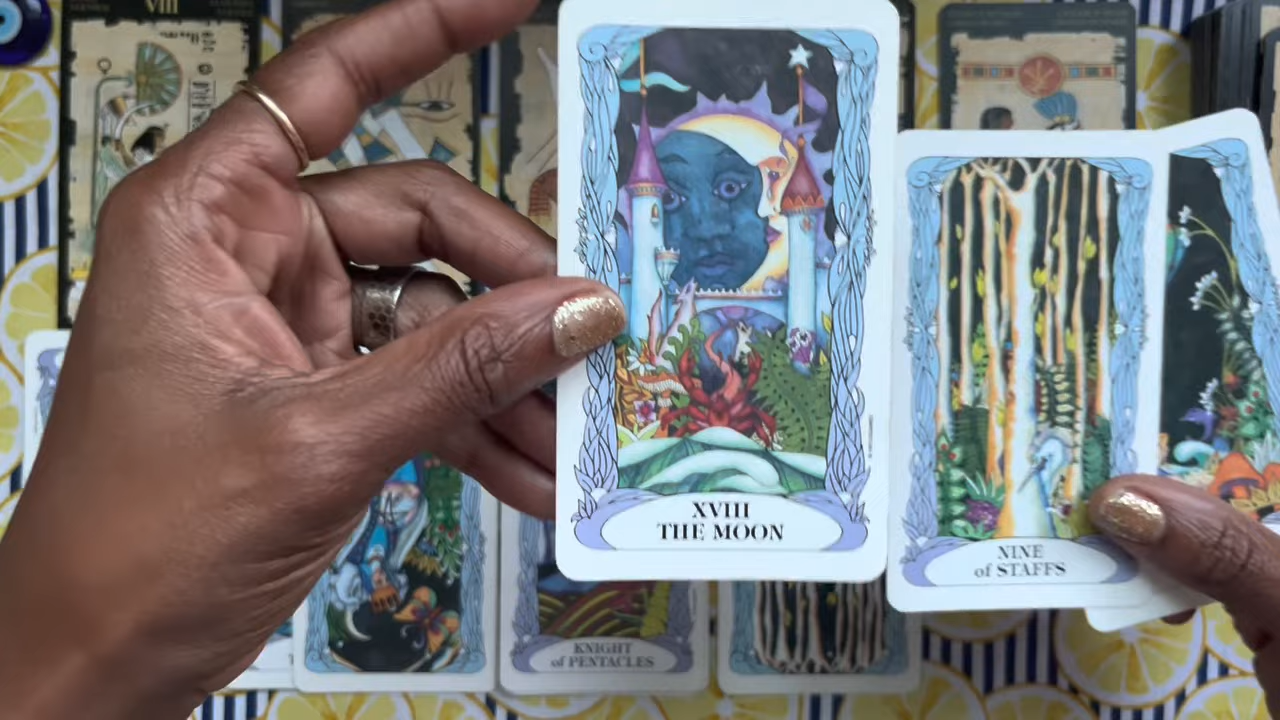 VIII
XVIII
THE MOON
NINE
of STAFFS
KNIGHT
of PENTACLES